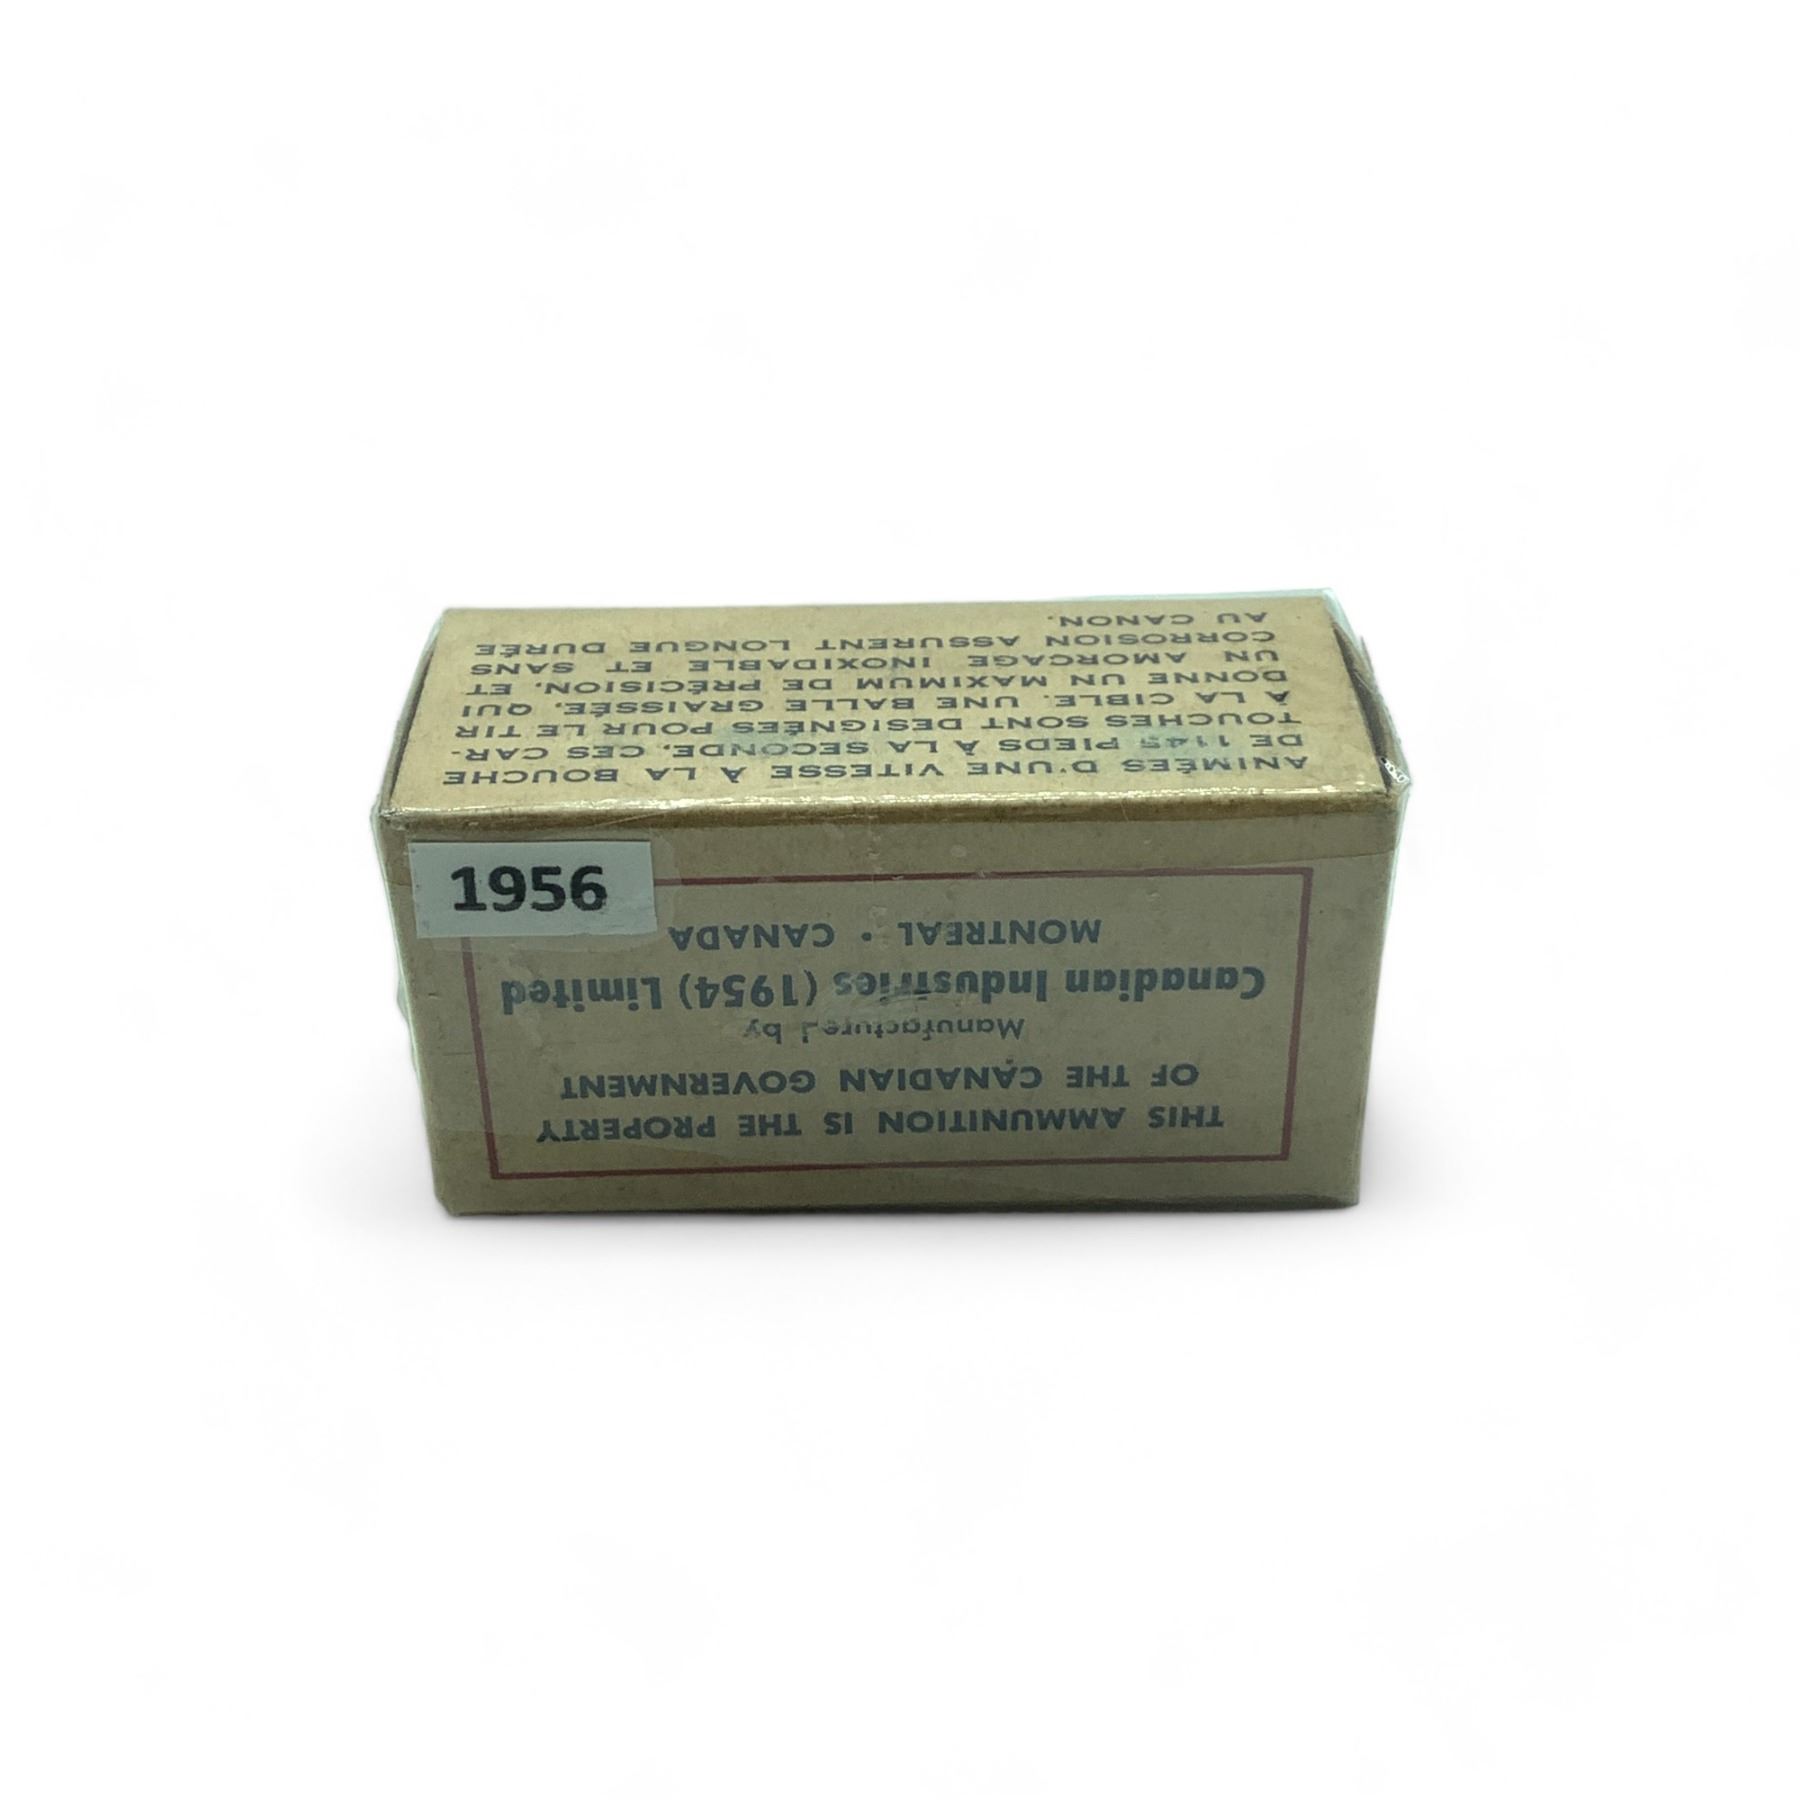 ANIMÉES D'UNE VITESSE À LA BOUCHE
DE 1145 PIEDS À LA SECONDE, CES CAR-
TOUCHES SONT DESIGNÉES POUR LE TIR
À LA CIBLE. UNE BALLE GRAISSÉE, QUI
DONNE UN MAXIMUM DE PRÉCISION, ET
UN AMORCAGE INOXIDABLE ET SANS
CORROSION ASSURENT LONGUE DURÉE
AU CANON.
1956
THIS AMMUNITION IS THE PROPERTY
OF THE CANADIAN GOVERNMENT
Manufactured by
Canadian Industries (1954) Limited
MONTREAL • CANADA